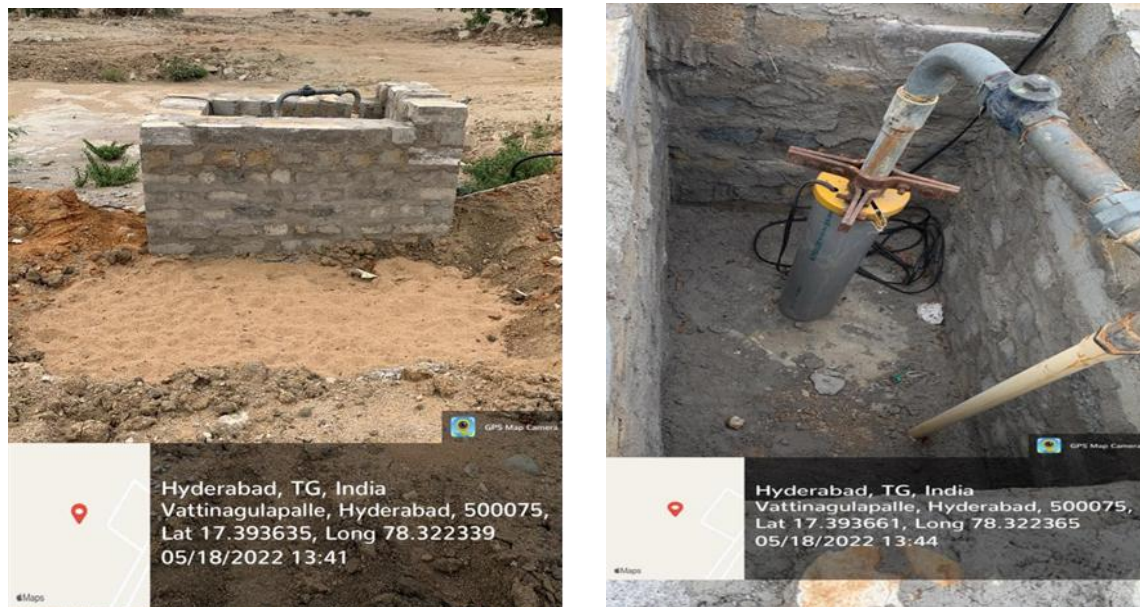 GPS Map Camera
Hyderabad, TG, India
Vattinagulapalle, Hyderabad, 500075,
Lat 17.393635, Long 78.322339
05/18/2022 13:41
Maps
GPS Map Camera
Hyderabad, TG, India
Vattinagulapalle, Hyderabad, 500075,
Lat 17.393661, Long 78.322365
05/18/2022 13:44
Maps